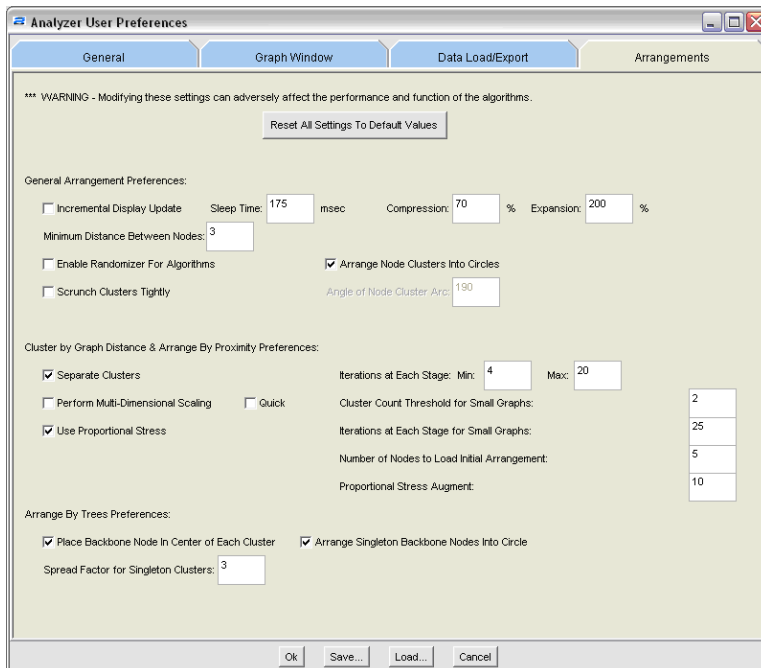 Analyzer User Preferences
General Graph Window Data Load/Export Arrangements
*** WARNING - Modifying these settings can adversely affect the performance and function of the algorithms.
Reset All Settings To Default Values
General Arrangement Preferences:
Incremental Display Update Sleep Time: 175 msec Compression: 70 % Expansion: 200 %
Minimum Distance Between Nodes: 3
Enable Randomizer For Algorithms Arrange Node Clusters Into Circles
Scrunch Clusters Tightly Angle of Node Cluster Arc: 190
Cluster by Graph Distance & Arrange By Proximity Preferences:
Separate Clusters Iterations at Each Stage: Min: 4 Max: 20
Perform Multi-Dimensional Scaling Quick Cluster Count Threshold for Small Graphs: 2
Use Proportional Stress Iterations at Each Stage for Small Graphs: 25
Number of Nodes to Load Initial Arrangement: 5
Proportional Stress Augment: 10
Arrange By Trees Preferences:
Place Backbone Node In Center of Each Cluster Arrange Singleton Backbone Nodes Into Circle
Spread Factor for Singleton Clusters: 3
Ok Save... Load... Cancel